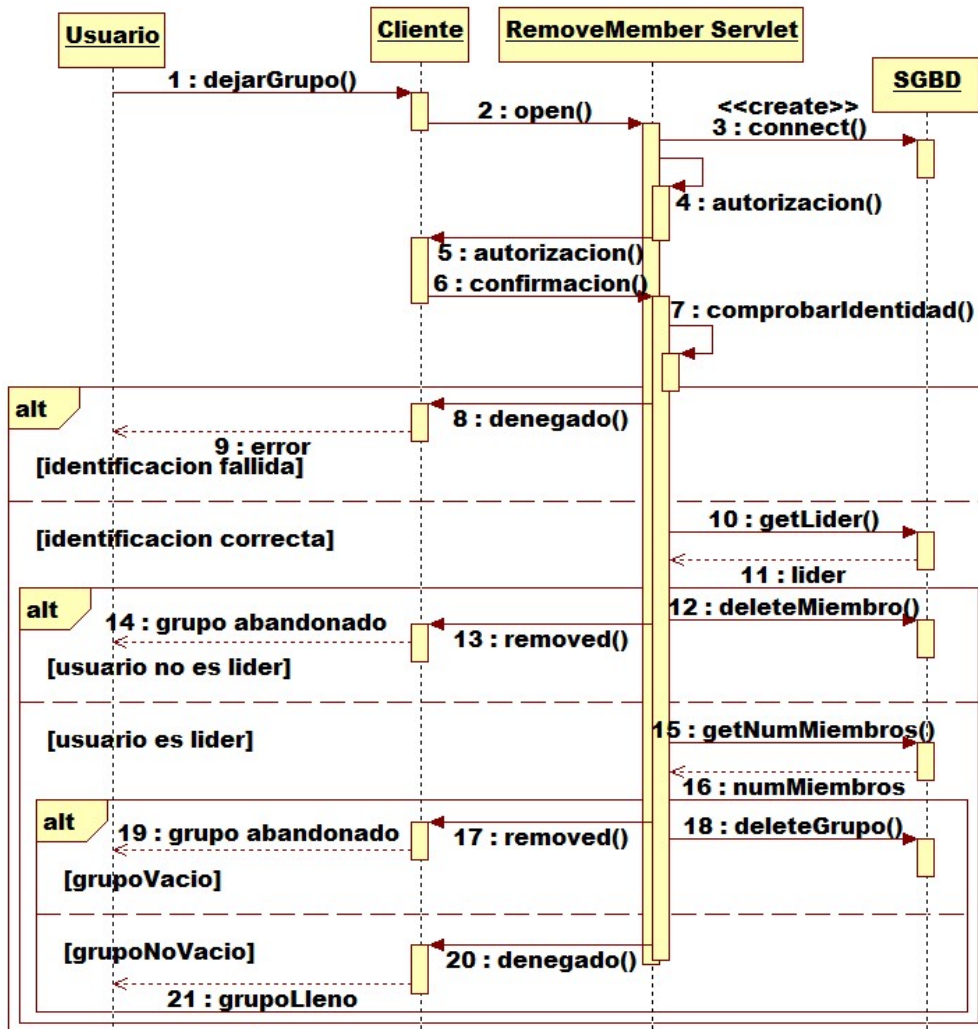 Usuario
Cliente
RemoveMember Servlet
SGBD
1 : dejarGrupo()
2 : open()
<<create>>
3 : connect()
4 : autorizacion()
5 : autorizacion()
6 : confirmacion()
7 : comprobarIdentidad()
alt
8 : denegado()
9 : error
[identificacion fallida]
10 : getLider()
[identificacion correcta]
11 : lider
alt
12 : deleteMiembro()
14 : grupo abandonado
13 : removed()
[usuario no es lider]
15 : getNumMiembros()
[usuario es lider]
16 : numMiembros
alt
19 : grupo abandonado
17 : removed()
18 : deleteGrupo()
[grupoVacio]
[grupoNoVacio]
20 : denegado()
21 : grupoLleno